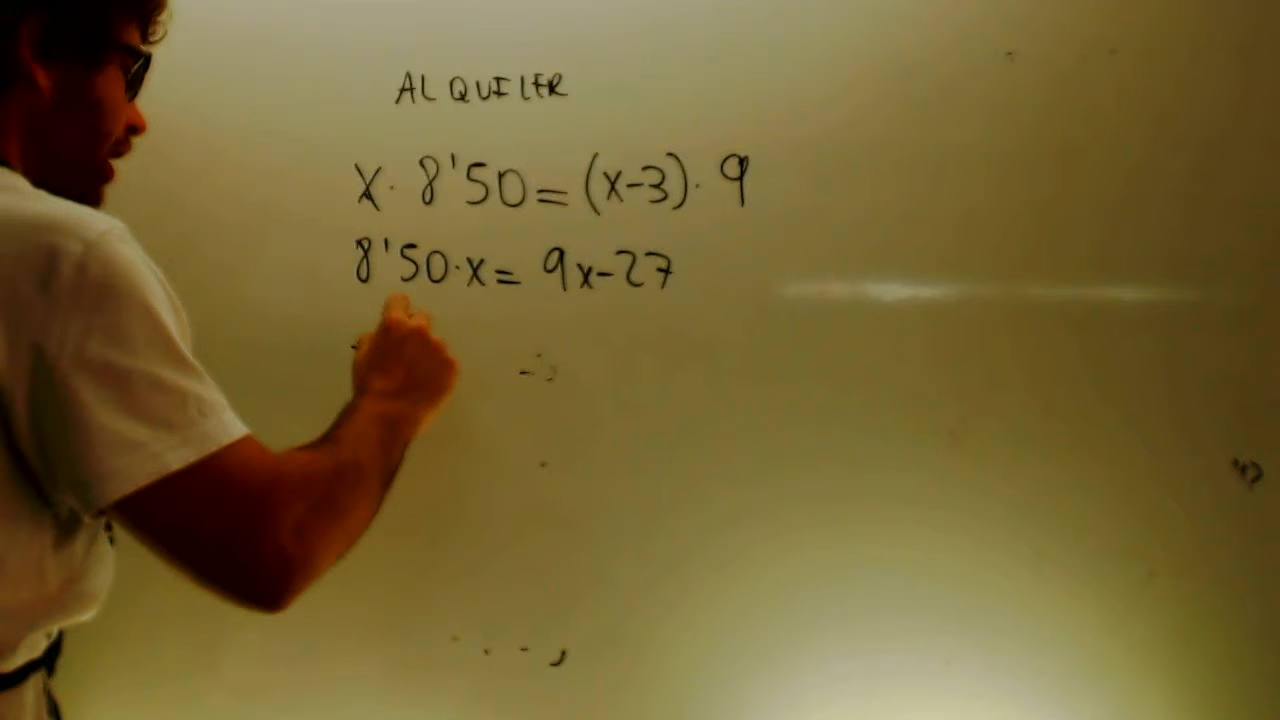 ALQUILER
x · 8'50 = (x-3) · 9
8'50 · x = 9x-27